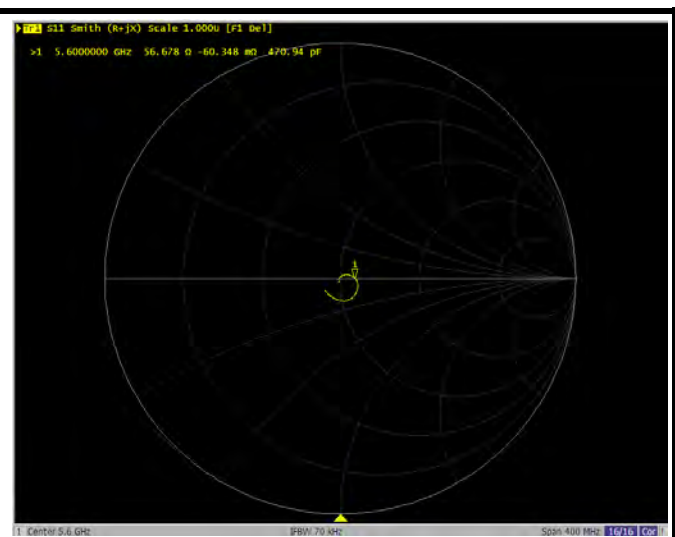 Tr1 S11 Smith (R+jX) Scale 1.000U [F1 Del]
>1 5.6000000 GHz 56.678 Ω -60.348 mΩ 470.94 pF
1
1 Center 5.6 GHz IFBW 70 kHz Span 400 MHz 16/16 Cor !